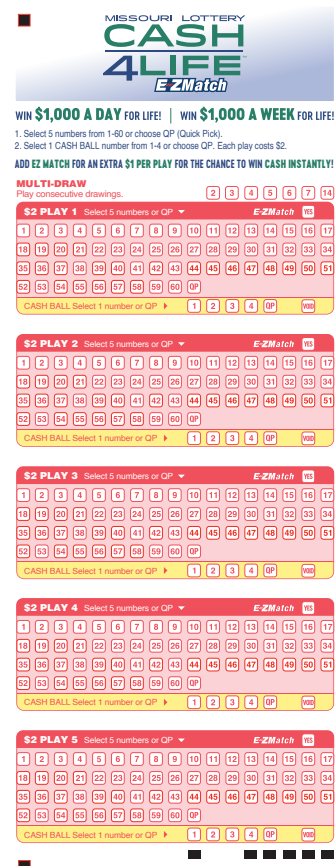 MISSOURI LOTTERY
CASH
4LIFE™
E-ZMatch
WIN $1,000 A DAY FOR LIFE! | WIN $1,000 A WEEK FOR LIFE!
1. Select 5 numbers from 1-60 or choose QP (Quick Pick).
2. Select 1 CASH BALL number from 1-4 or choose QP. Each play costs $2.
ADD EZ MATCH FOR AN EXTRA $1 PER PLAY FOR THE CHANCE TO WIN CASH INSTANTLY!
MULTI-DRAW
Play consecutive drawings. 2 3 4 5 6 7 14
$2 PLAY 1 Select 5 numbers or QP E-ZMatch YES
1 2 3 4 5 6 7 8 9 10 11 12 13 14 15 16 17
18 19 20 21 22 23 24 25 26 27 28 29 30 31 32 33 34
35 36 37 38 39 40 41 42 43 44 45 46 47 48 49 50 51
52 53 54 55 56 57 58 59 60 QP
CASH BALL Select 1 number or QP 1 2 3 4 QP VOID
$2 PLAY 2 Select 5 numbers or QP E-ZMatch YES
1 2 3 4 5 6 7 8 9 10 11 12 13 14 15 16 17
18 19 20 21 22 23 24 25 26 27 28 29 30 31 32 33 34
35 36 37 38 39 40 41 42 43 44 45 46 47 48 49 50 51
52 53 54 55 56 57 58 59 60 QP
CASH BALL Select 1 number or QP 1 2 3 4 QP VOID
$2 PLAY 3 Select 5 numbers or QP E-ZMatch YES
1 2 3 4 5 6 7 8 9 10 11 12 13 14 15 16 17
18 19 20 21 22 23 24 25 26 27 28 29 30 31 32 33 34
35 36 37 38 39 40 41 42 43 44 45 46 47 48 49 50 51
52 53 54 55 56 57 58 59 60 QP
CASH BALL Select 1 number or QP 1 2 3 4 QP VOID
$2 PLAY 4 Select 5 numbers or QP E-ZMatch YES
1 2 3 4 5 6 7 8 9 10 11 12 13 14 15 16 17
18 19 20 21 22 23 24 25 26 27 28 29 30 31 32 33 34
35 36 37 38 39 40 41 42 43 44 45 46 47 48 49 50 51
52 53 54 55 56 57 58 59 60 QP
CASH BALL Select 1 number or QP 1 2 3 4 QP VOID
$2 PLAY 5 Select 5 numbers or QP E-ZMatch YES
1 2 3 4 5 6 7 8 9 10 11 12 13 14 15 16 17
18 19 20 21 22 23 24 25 26 27 28 29 30 31 32 33 34
35 36 37 38 39 40 41 42 43 44 45 46 47 48 49 50 51
52 53 54 55 56 57 58 59 60 QP
CASH BALL Select 1 number or QP 1 2 3 4 QP VOID